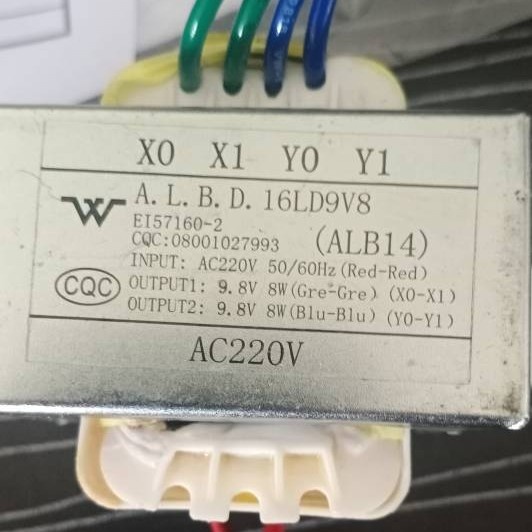 X0 X1 Y0 Y1
W
A. L. B. D. 16LD9V8
EI57160-2
CQC:08001027993 (ALB14)
INPUT: AC220V 50/60Hz(Red-Red)
CQC
OUTPUT1: 9.8V 8W(Gre-Gre) (X0-X1)
OUTPUT2: 9.8V 8W(Blu-Blu) (Y0-Y1)
AC220V